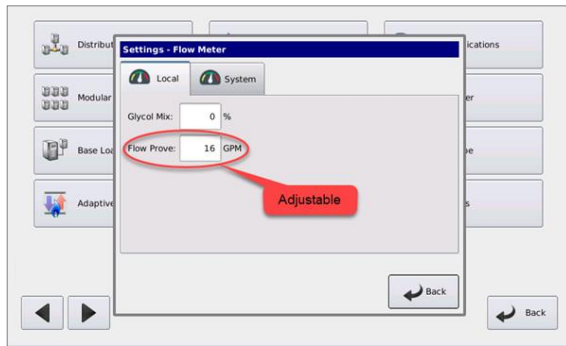 Distribut
ications
Settings - Flow Meter
Local
System
Modular
er
Glycol Mix: 0 %
Base Loa
Flow Prove: 16 GPM
pe
Adjustable
Adaptive
s
Back
Back